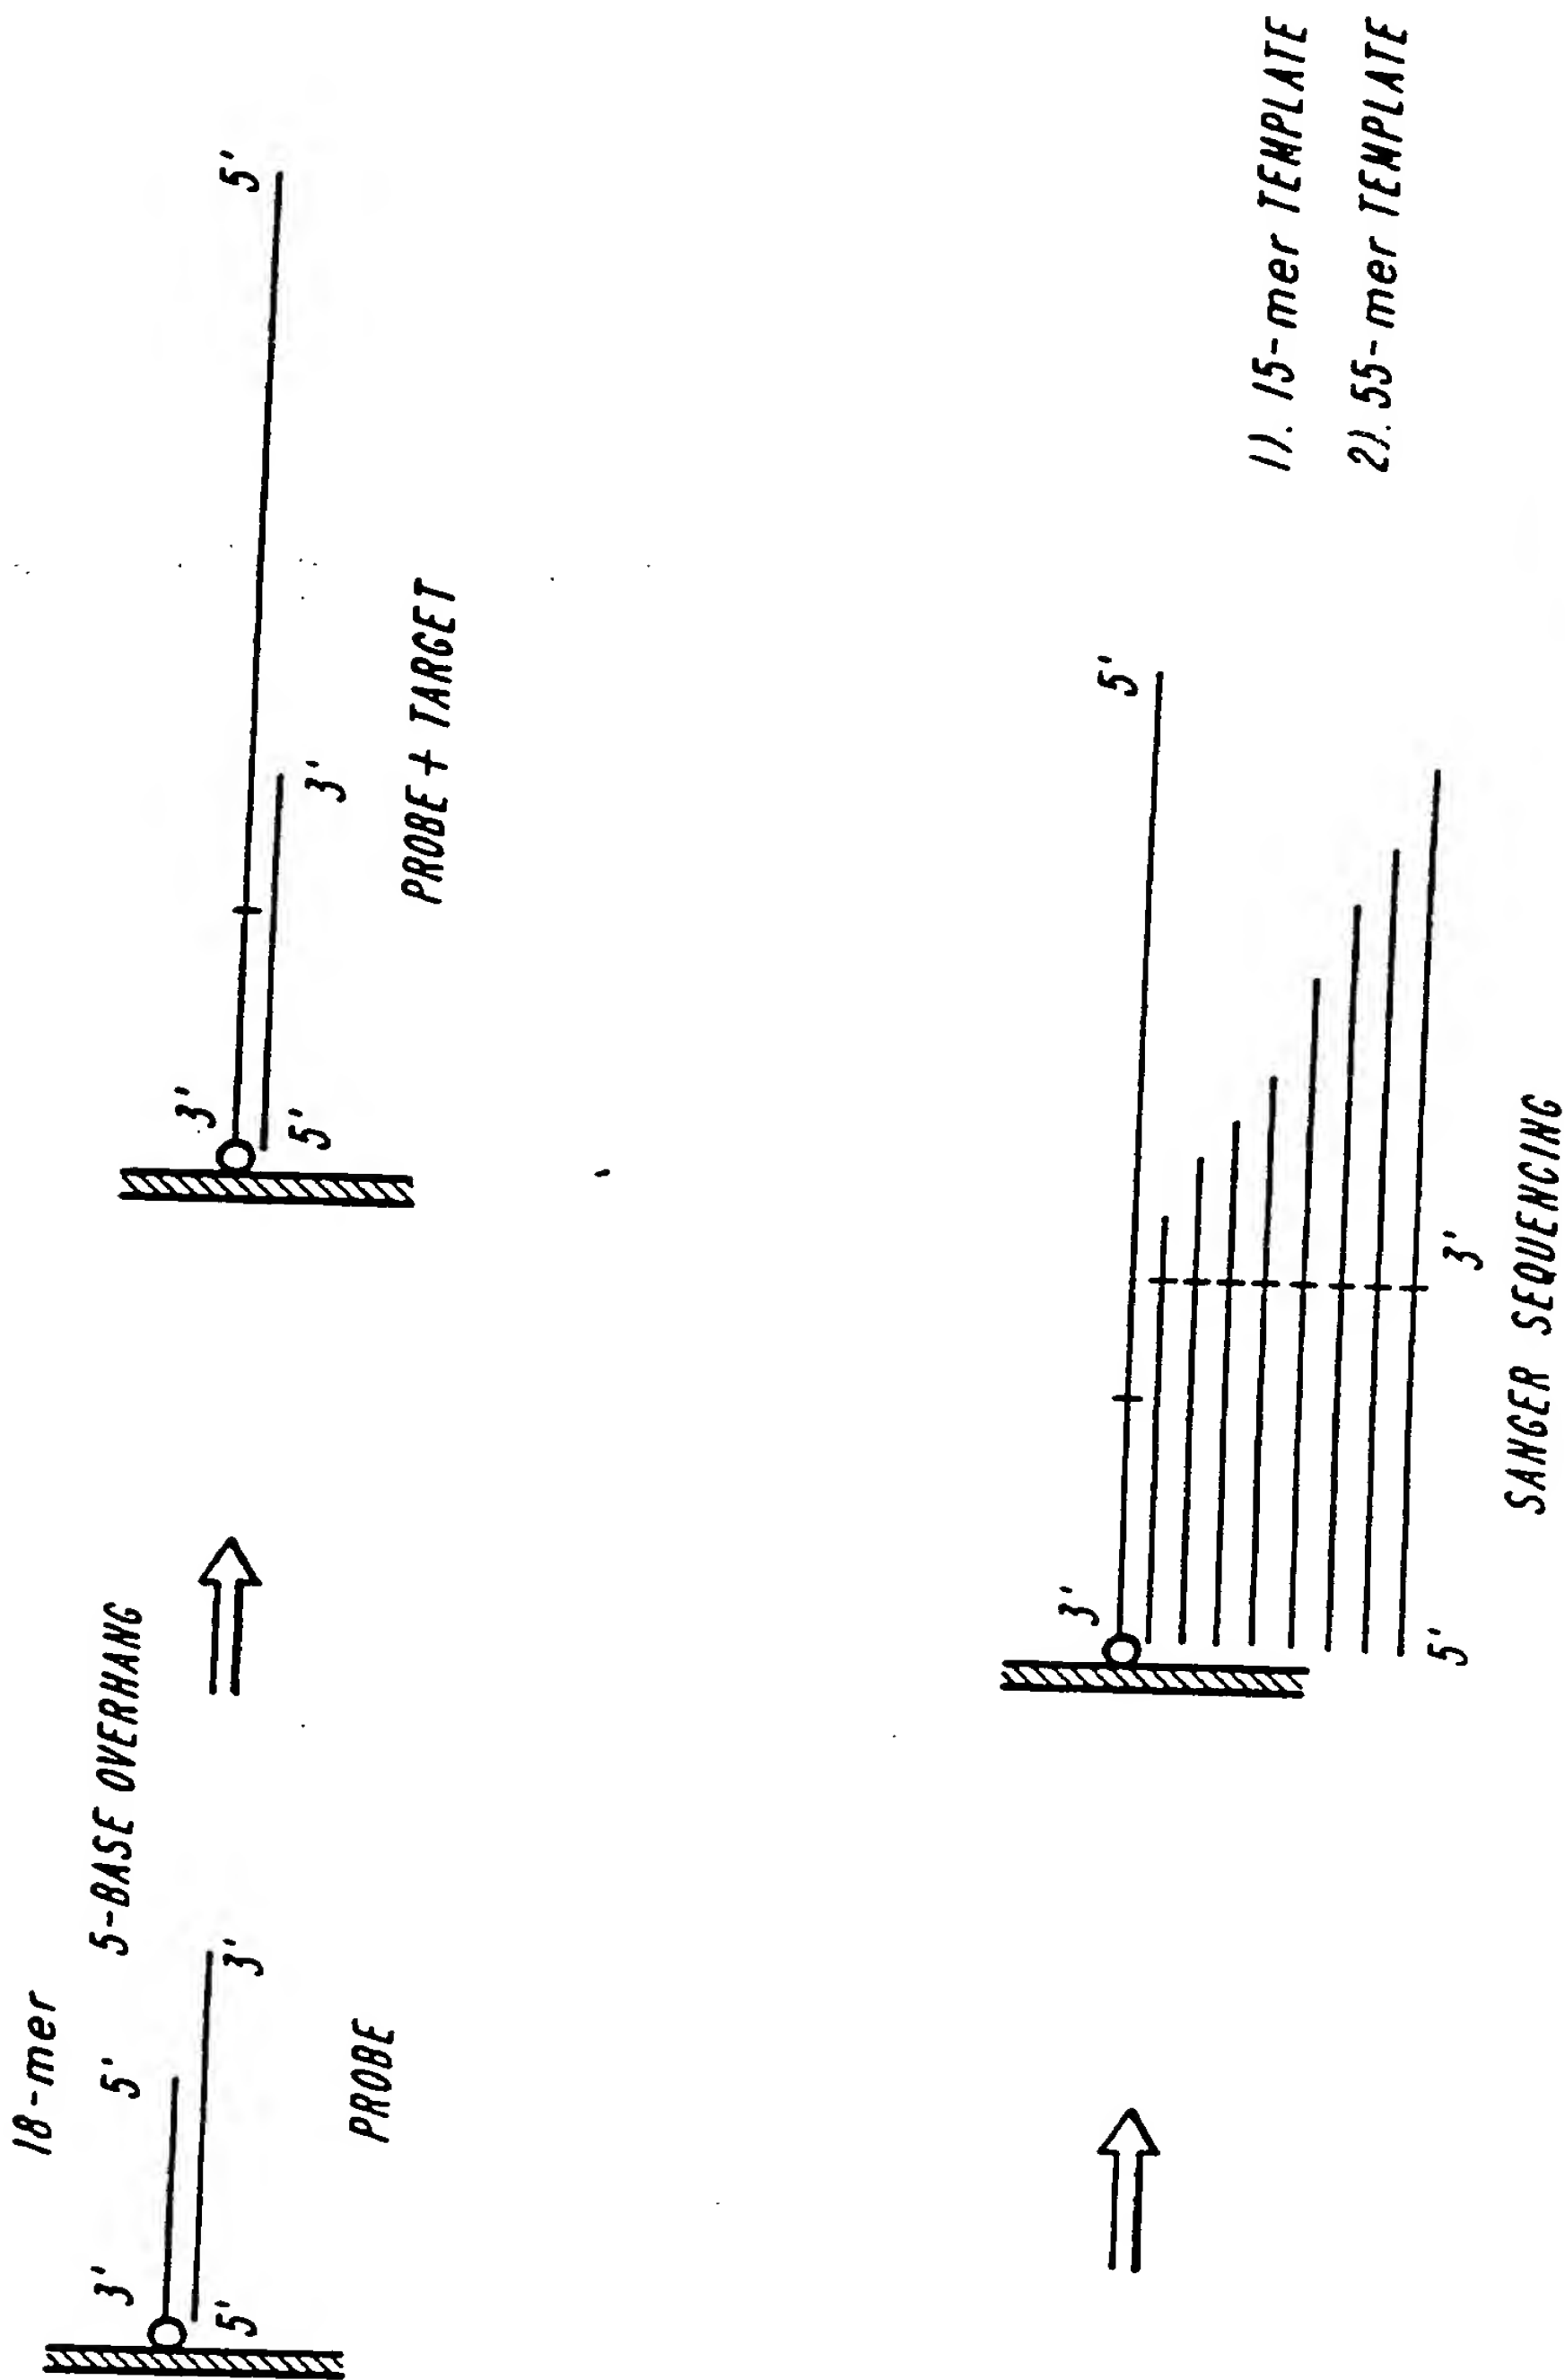 18-mer
3' 5' 5-BASE OVERHANG
5' 3'
PROBE
3' 5'
5' 3'
PROBE + TARGET
3' 5'
5' 3'
SANGER SEQUENCING
1). 15-mer TEMPLATE
2). 55-mer TEMPLATE